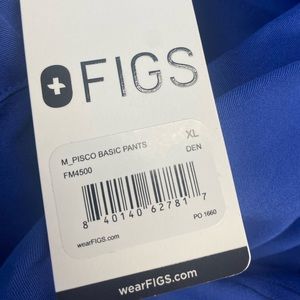 FIGS
M_PISCO BASIC PANTS XL
FM4500 DEN
8 40140 62781 7
wearFIGS.com PO 1660
wearFIGS.com